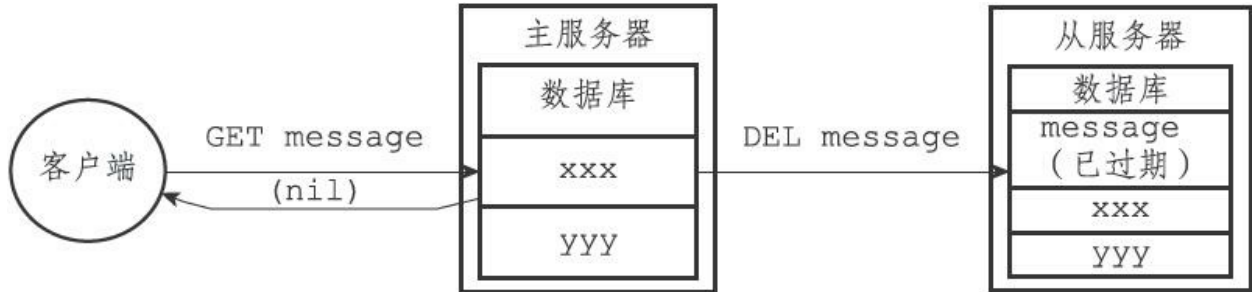 客户端
GET message
(nil)
主服务器
数据库
xxx
yyy
DEL message
从服务器
数据库
message
（已过期）
xxx
yyy